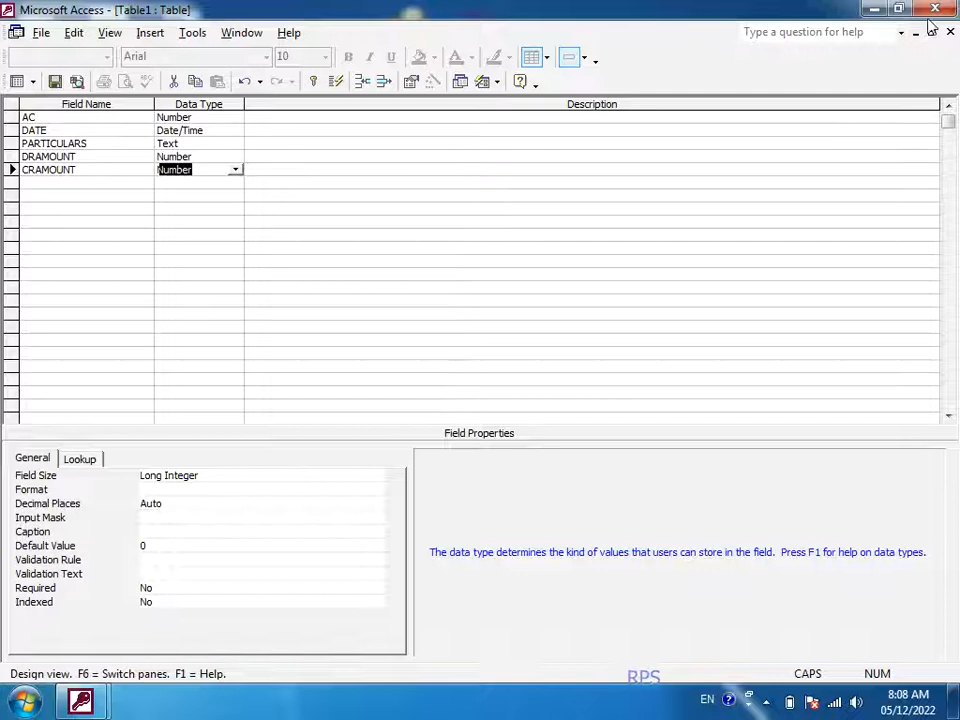 Microsoft Access - [Table1 : Table]
File Edit View Insert Tools Window Help
Type a question for help
Arial 10
Field Name Data Type Description
AC Number
DATE Date/Time
PARTICULARS Text
DRAMOUNT Number
CRAMOUNT Number
Field Properties
General Lookup
Field Size Long Integer
Format
Decimal Places Auto
Input Mask
Caption
Default Value 0
Validation Rule
Validation Text
Required No
Indexed No
The data type determines the kind of values that users can store in the field. Press F1 for help on data types.
Design view. F6 = Switch panes. F1 = Help.
RPS
CAPS NUM
EN
8:08 AM
05/12/2022